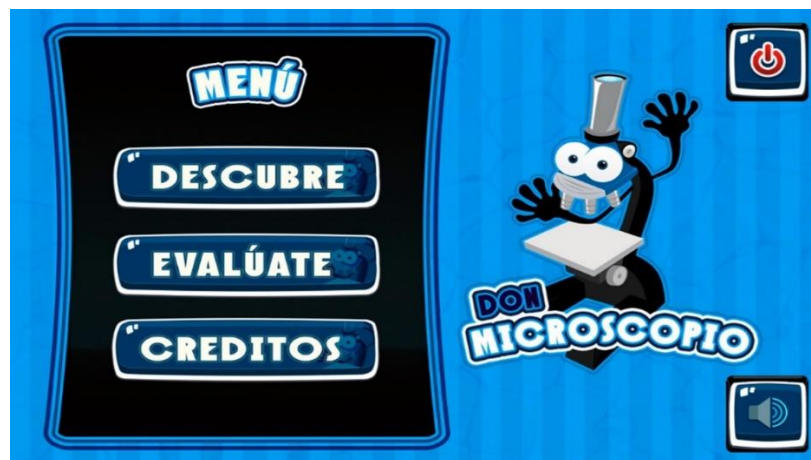 MENÚ
DESCUBRE
EVALÚATE
CREDITOS
DON
MICROSCOPIO